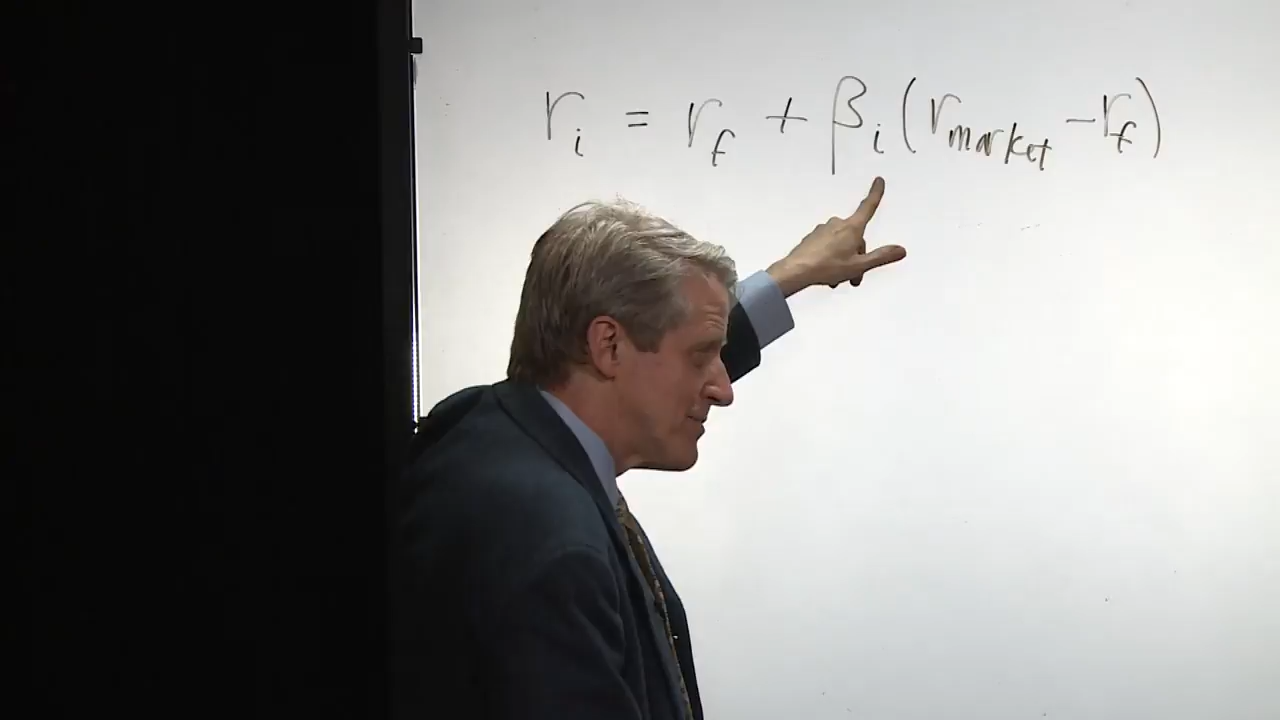 r_i = r_f + β_i (r_market - r_f)